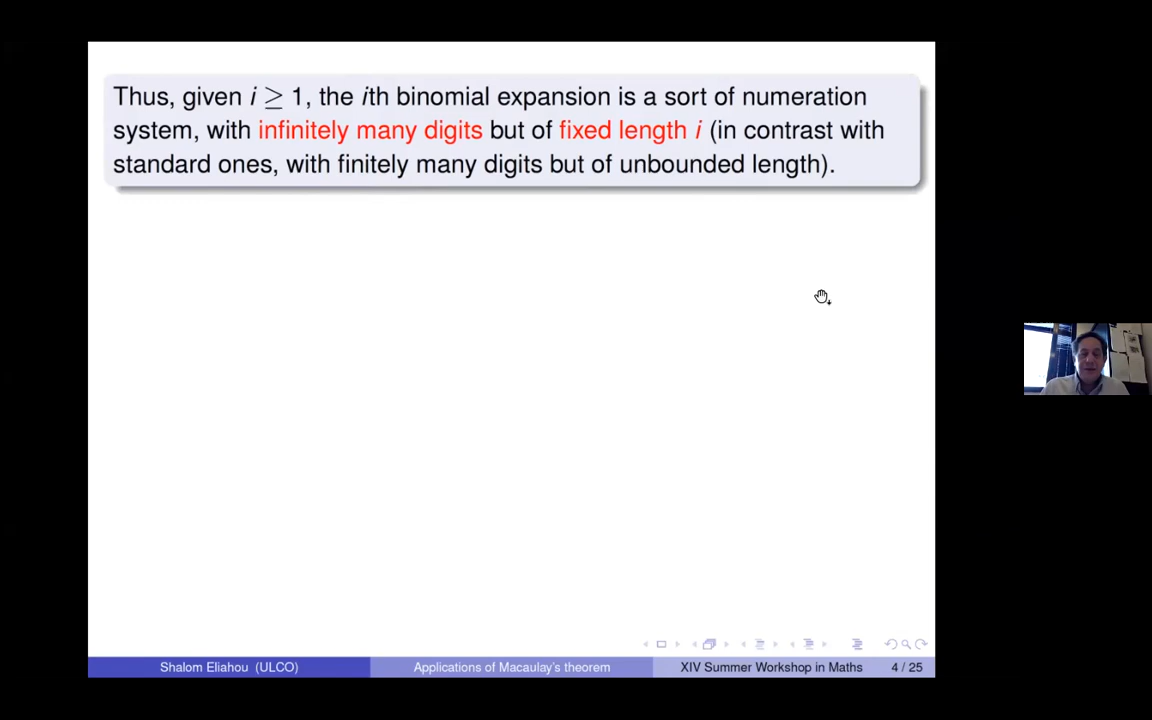 Thus, given i ≥ 1, the ith binomial expansion is a sort of numeration
system, with infinitely many digits but of fixed length i (in contrast with
standard ones, with finitely many digits but of unbounded length).
Shalom Eliahou (ULCO) Applications of Macaulay's theorem XIV Summer Workshop in Maths 4 / 25